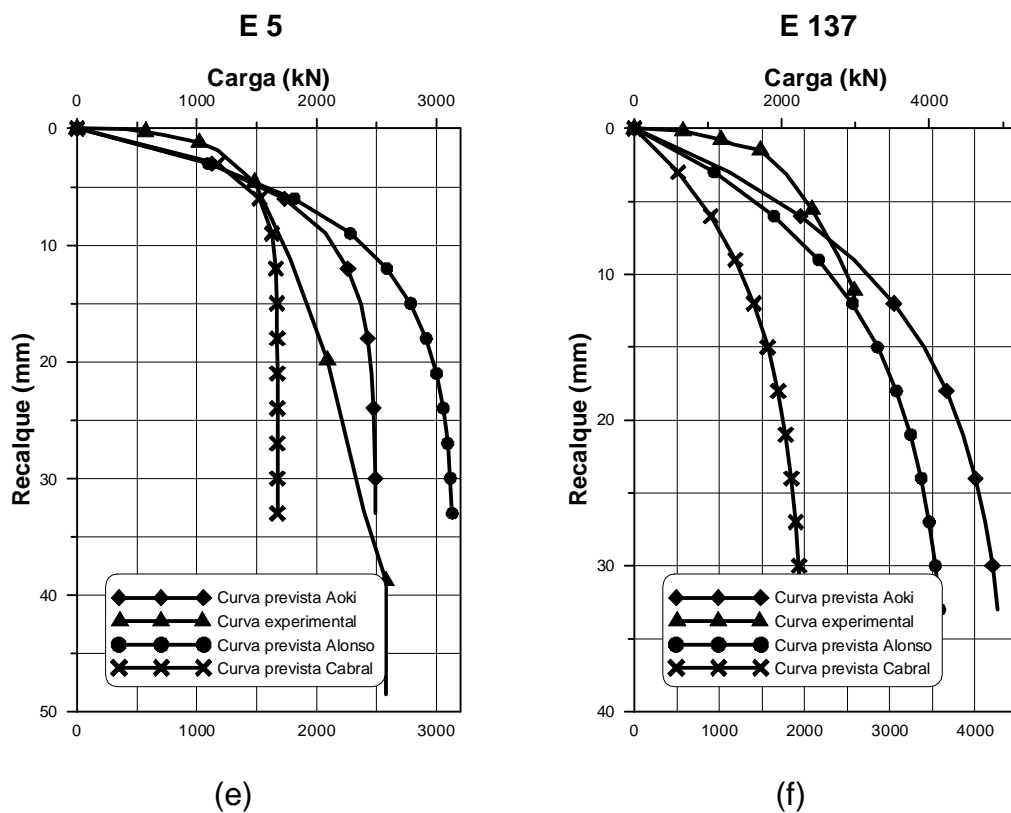 E 5
Carga (kN)
0 1000 2000 3000
0
10
20
30
40
50
Recalque (mm)
Curva prevista Aoki
Curva experimental
Curva prevista Alonso
Curva prevista Cabral
0 1000 2000 3000
(e)
E 137
Carga (kN)
0 2000 4000
0
10
20
30
40
Recalque (mm)
Curva prevista Aoki
Curva experimental
Curva prevista Alonso
Curva prevista Cabral
0 1000 2000 3000 4000
(f)